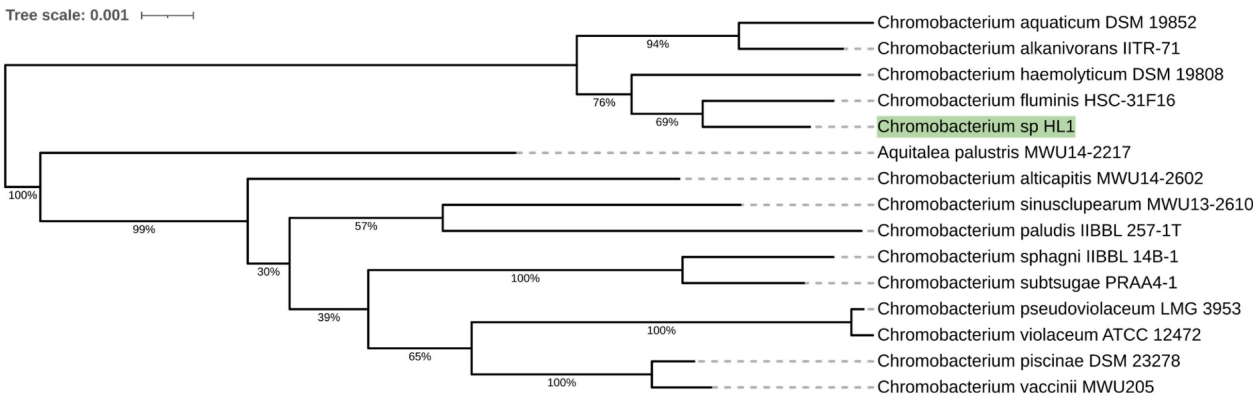 Tree scale: 0.001
Chromobacterium aquaticum DSM 19852
94%
Chromobacterium alkanivorans IITR-71
Chromobacterium haemolyticum DSM 19808
76%
Chromobacterium fluminis HSC-31F16
69%
Chromobacterium sp HL1
Aquitalea palustris MWU14-2217
100%
Chromobacterium alticapitis MWU14-2602
99%
Chromobacterium sinusclupearum MWU13-2610
57%
Chromobacterium paludis IIBBL 257-1T
Chromobacterium sphagni IIBBL 14B-1
30%
100%
Chromobacterium subtsugae PRAA4-1
Chromobacterium pseudoviolaceum LMG 3953
39%
100%
Chromobacterium violaceum ATCC 12472
65%
Chromobacterium piscinae DSM 23278
100%
Chromobacterium vaccinii MWU205